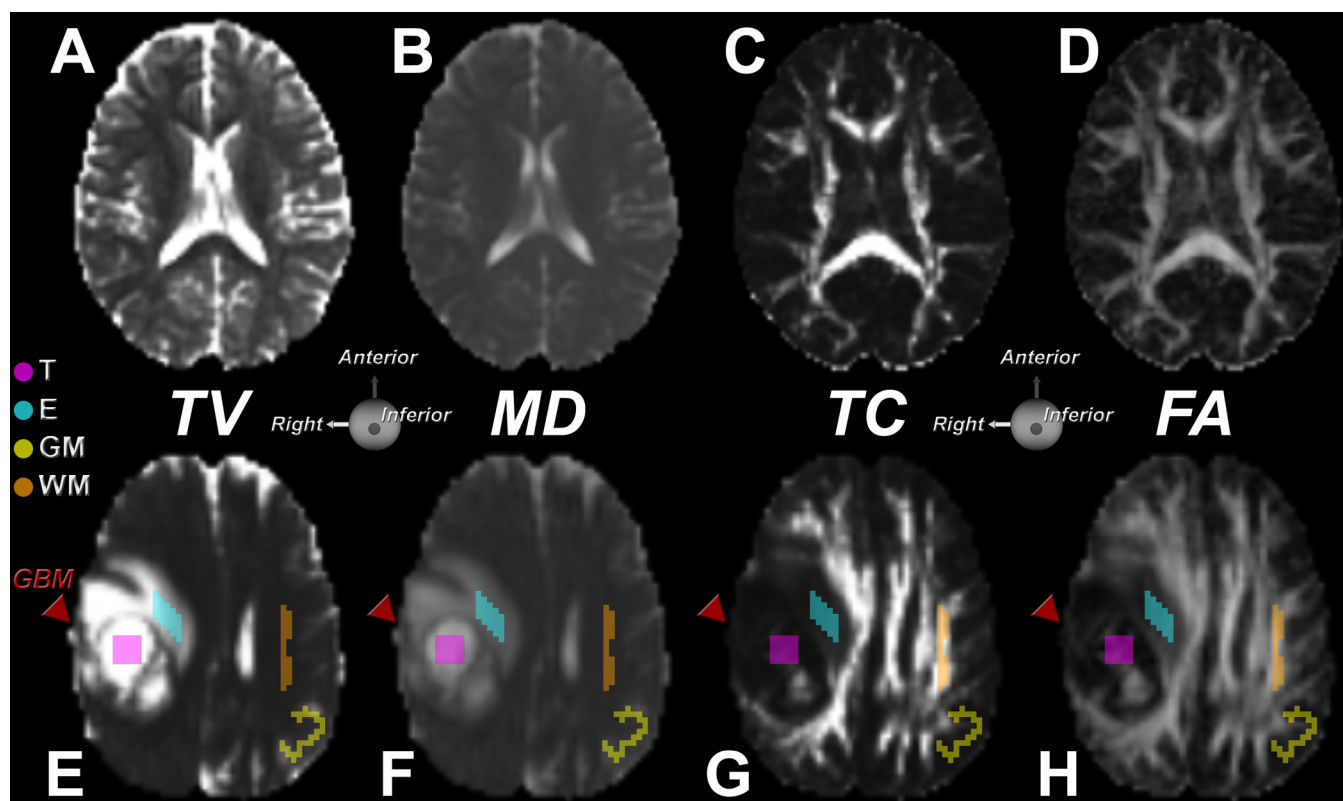 A B C D
T
E
GM
WM
Anterior
Right
Inferior
Anterior
Right
Inferior
TV MD TC FA
GBM
E F G H